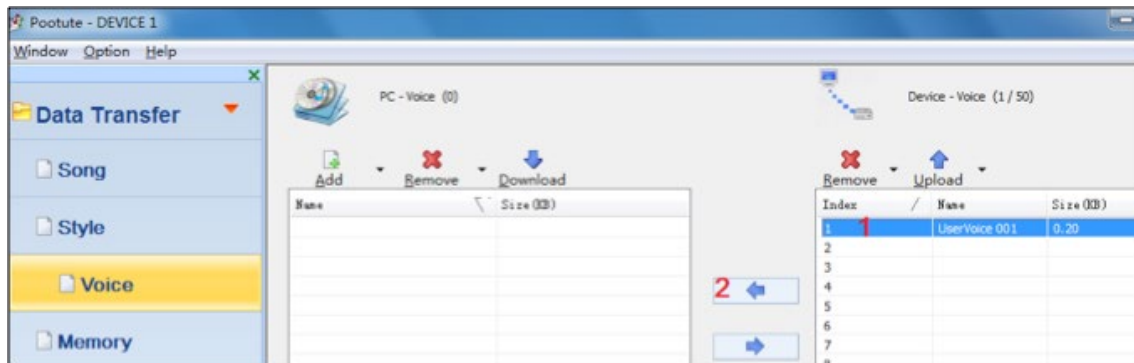 Pootute - DEVICE 1
Window Option Help
Data Transfer
Song
Style
Voice
Memory
PC - Voice (0)
Add Remove Download
Name Size(KB)
2
Device - Voice (1 / 50)
Remove Upload
Index Name Size(KB)
1 1 UserVoice 001 0.20
2
3
4
5
6
7
8